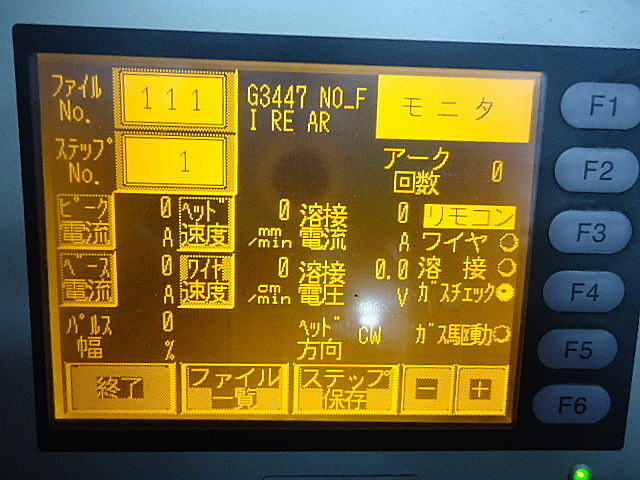 ファイル No. 111
G3447 NO_F
I RE AR
モニタ
ステップ No. 1
アーク回数 0
ピーク電流 0 A
ヘッド速度 0 mm/min
溶接電流 0 A
リモコン
ワイヤ
ベース電流 0 A
ワイヤ速度 0 cm/min
溶接電圧 0.0 V
溶接
ガスチェック
パルス幅 0 %
ヘッド方向 CW
ガス駆動
終了
ファイル一覧
ステップ保存
－
＋
F1
F2
F3
F4
F5
F6